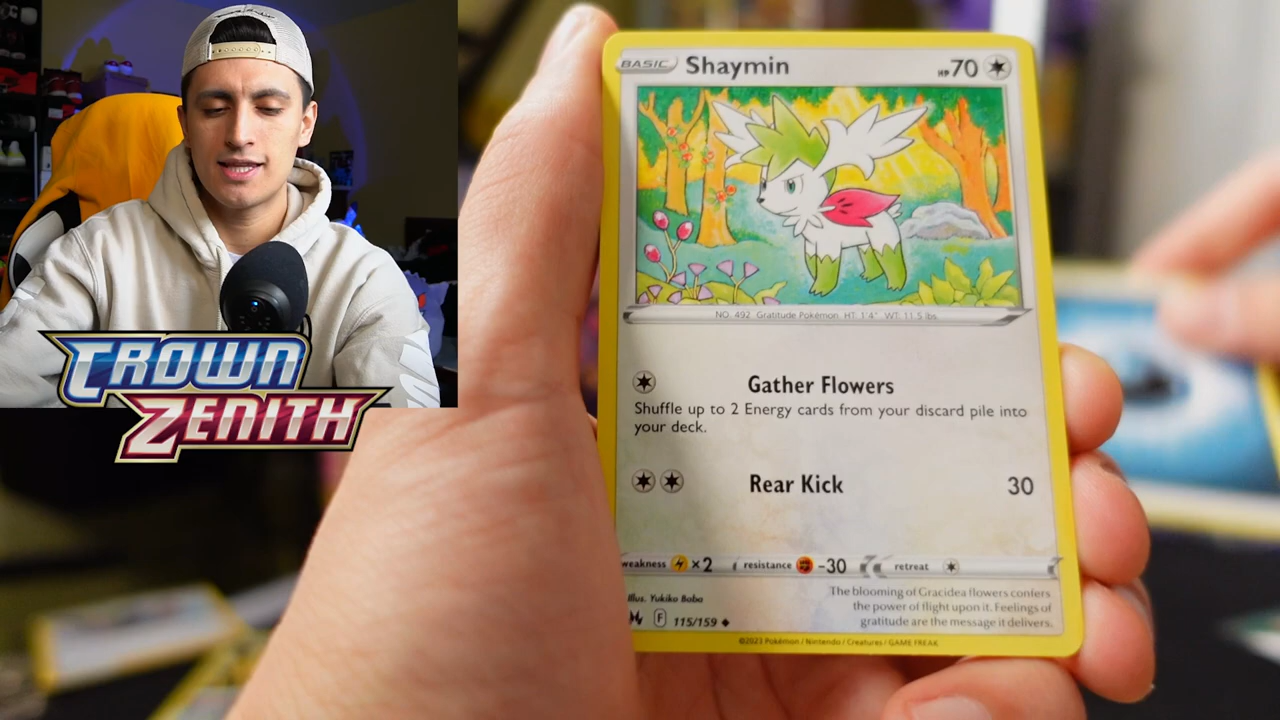 CROWN
ZENITH
BASIC Shaymin HP 70
NO. 492 Gratitude Pokémon. HT: 1'4" WT: 11.5 lbs.
Gather Flowers
Shuffle up to 2 Energy cards from your discard pile into
your deck.
Rear Kick 30
weakness ×2 resistance -30 retreat
Illus. Yukiko Baba
The blooming of Gracidea flowers confers
the power of flight upon it. Feelings of
gratitude are the message it delivers.
F 115/159
©2023 Pokémon / Nintendo / Creatures / GAME FREAK